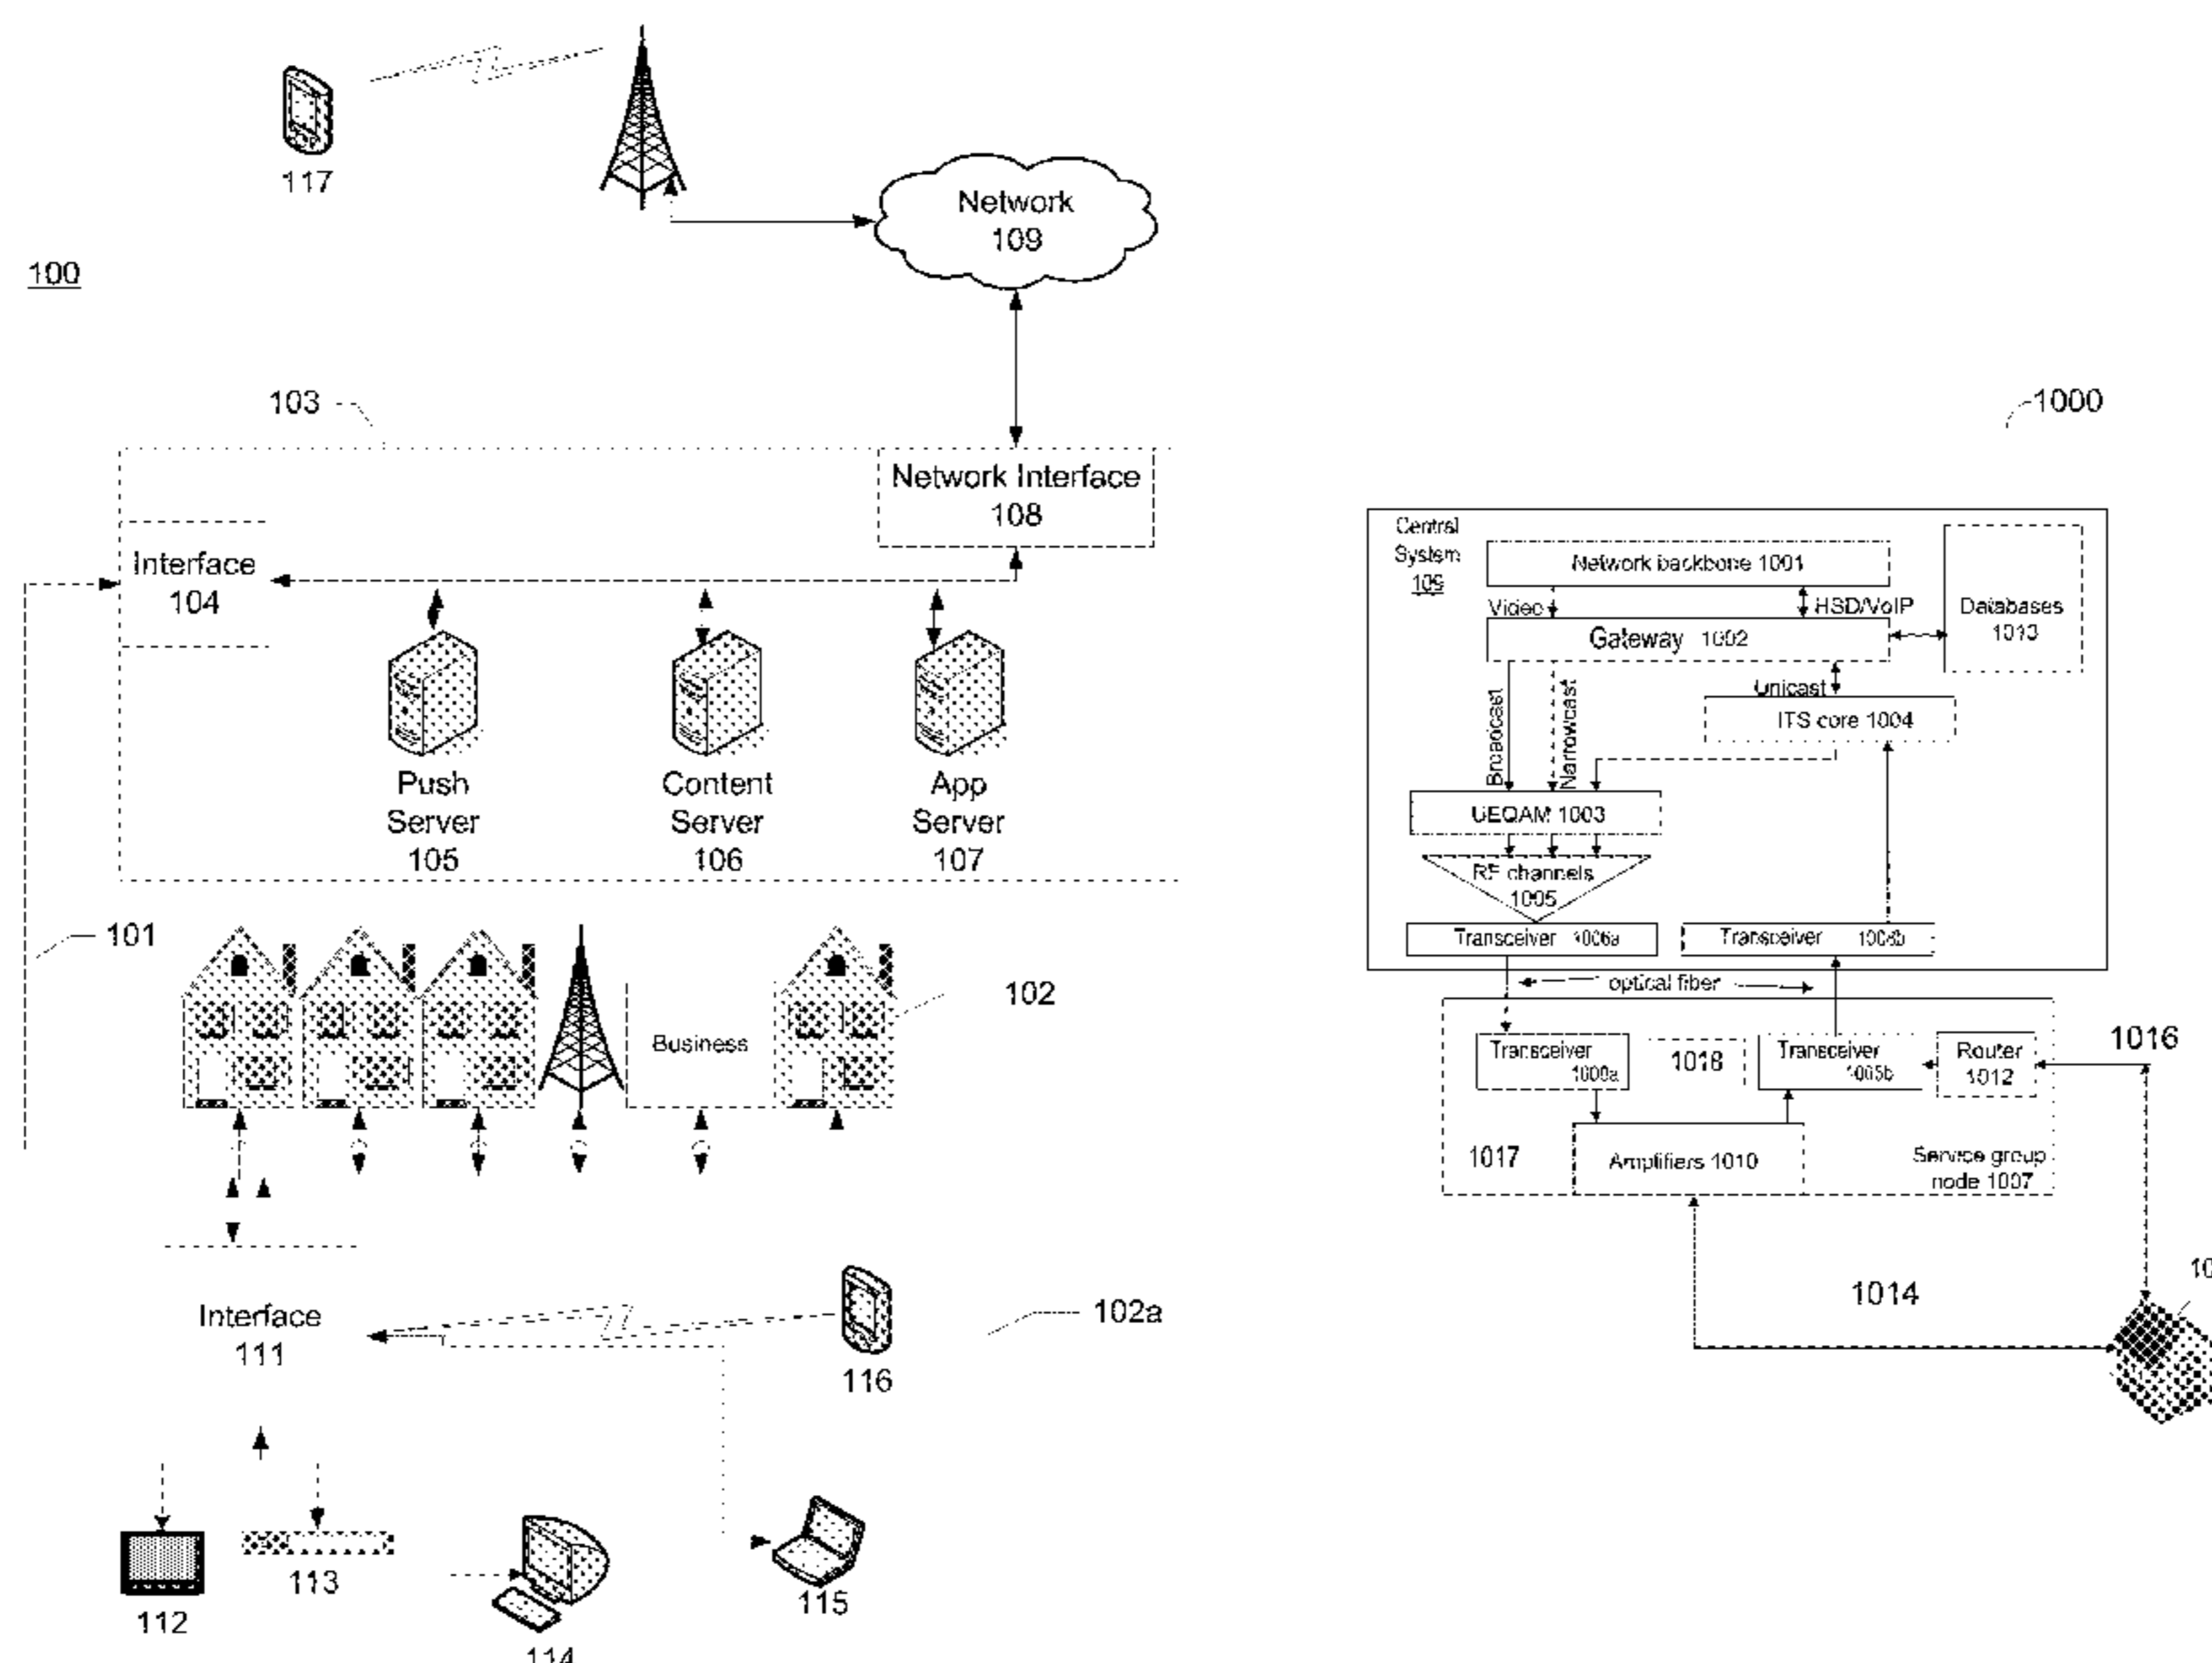 117
Network
109
100
103
Network Interface
108
Interface
104
Push
Server
105
Content
Server
106
App
Server
107
101
102
Business
Interface
111
102a
116
112
113
114
115
1000
Central
System
109
Network backbone 1001
Video
HSD/VoIP
Databases
1013
Gateway 1002
Broadcast
Narrowcast
Unicast
ITS core 1004
UEQAM 1003
RF channels
1005
Transceiver 1006a
Transceiver
optical fiber
Transceiver
1018
Transceiver
Router
1012
1016
1017
Amplifiers 1010
Service group
node 1007
1014